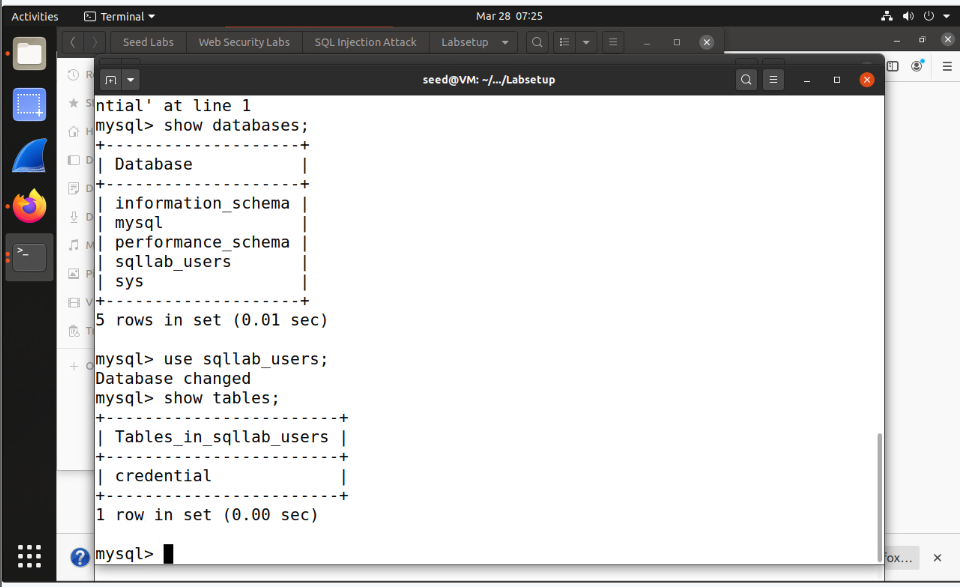 Activities Terminal Mar 28 07:25
Seed Labs Web Security Labs SQL Injection Attack Labsetup
seed@VM: ~/.../Labsetup
ntial' at line 1
mysql> show databases;
+--------------------+
| Database           |
+--------------------+
| information_schema |
| mysql              |
| performance_schema |
| sqllab_users       |
| sys                |
+--------------------+
5 rows in set (0.01 sec)
mysql> use sqllab_users;
Database changed
mysql> show tables;
+------------------------+
| Tables_in_sqllab_users |
+------------------------+
| credential             |
+------------------------+
1 row in set (0.00 sec)
mysql>